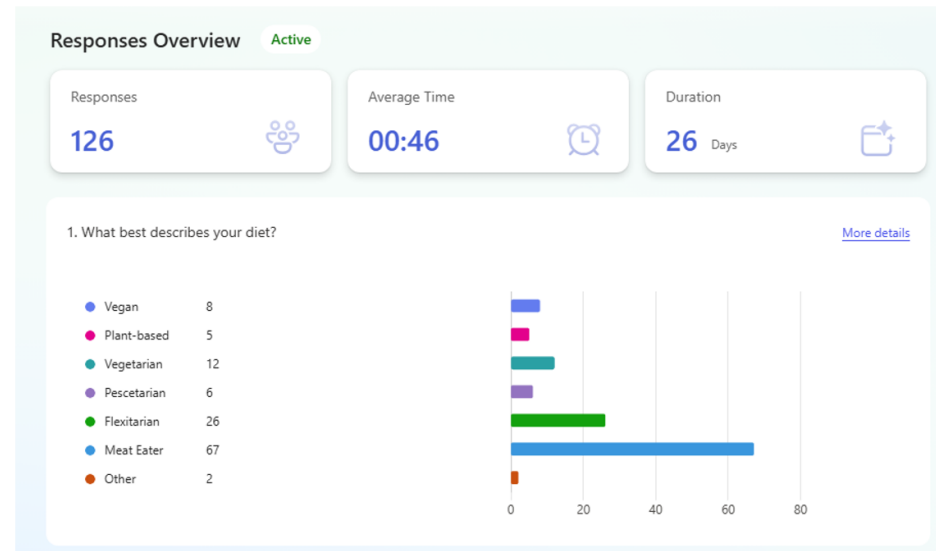 Responses Overview Active
Responses
126
Average Time
00:46
Duration
26 Days
1. What best describes your diet?
More details
Vegan 8
Plant-based 5
Vegetarian 12
Pescetarian 6
Flexitarian 26
Meat Eater 67
Other 2
0 20 40 60 80